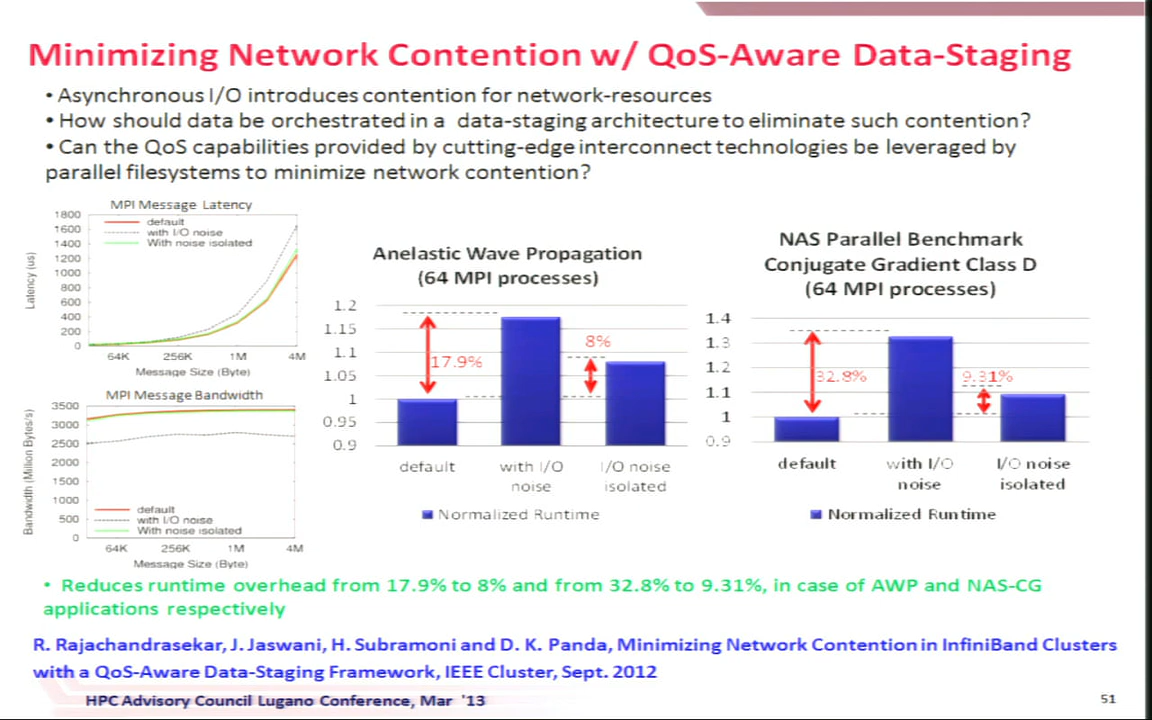 Minimizing Network Contention w/ QoS-Aware Data-Staging
• Asynchronous I/O introduces contention for network-resources
• How should data be orchestrated in a data-staging architecture to eliminate such contention?
• Can the QoS capabilities provided by cutting-edge interconnect technologies be leveraged by
parallel filesystems to minimize network contention?
MPI Message Latency
Latency (us)
1800
1600
1400
1200
1000
800
600
400
200
0
default
with I/O noise
With noise isolated
64K 256K 1M 4M
Message Size (Byte)
MPI Message Bandwidth
Bandwidth (Million Bytes/s)
3500
3000
2500
2000
1500
1000
500
0
default
with I/O noise
With noise isolated
64K 256K 1M 4M
Message Size (Byte)
Anelastic Wave Propagation
(64 MPI processes)
1.2
1.15
1.1
1.05
1
0.95
0.9
17.9%
8%
default with I/O noise I/O noise isolated
Normalized Runtime
NAS Parallel Benchmark
Conjugate Gradient Class D
(64 MPI processes)
1.4
1.3
1.2
1.1
1
0.9
32.8%
9.31%
default with I/O noise I/O noise isolated
Normalized Runtime
• Reduces runtime overhead from 17.9% to 8% and from 32.8% to 9.31%, in case of AWP and NAS-CG
applications respectively
R. Rajachandrasekar, J. Jaswani, H. Subramoni and D. K. Panda, Minimizing Network Contention in InfiniBand Clusters
with a QoS-Aware Data-Staging Framework, IEEE Cluster, Sept. 2012
HPC Advisory Council Lugano Conference, Mar '13
51